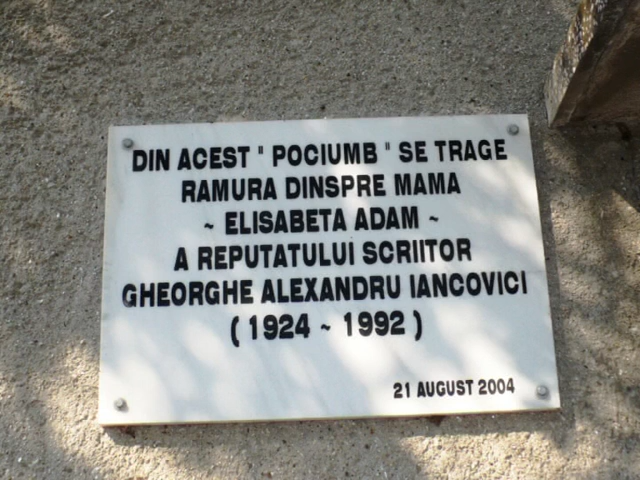 DIN ACEST " POCIUMB " SE TRAGE
RAMURA DINSPRE MAMA
~ ELISABETA ADAM ~
A REPUTATULUI SCRIITOR
GHEORGHE ALEXANDRU IANCOVICI
( 1924 ~ 1992 )
21 AUGUST 2004